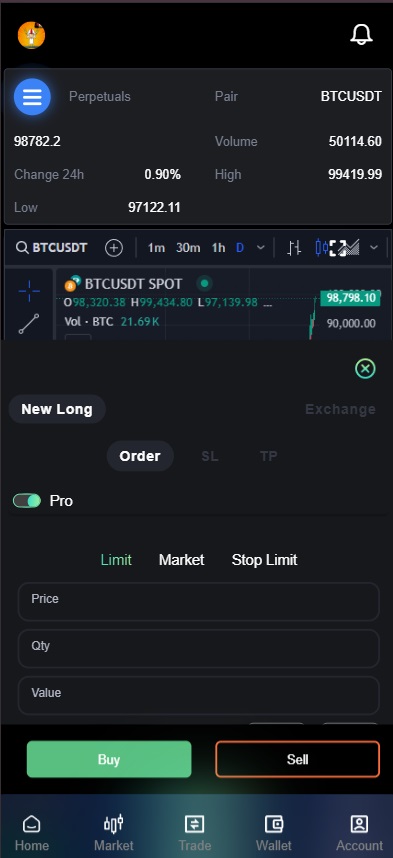 Perpetuals Pair BTCUSDT
98782.2 Volume 50114.60
Change 24h 0.90% High 99419.99
Low 97122.11
BTCUSDT 1m 30m 1h D
BTCUSDT SPOT
O98,320.38 H99,434.80 L97,139.98 ...
98,798.10
Vol · BTC 21.69K
90,000.00
New Long Exchange
Order SL TP
Pro
Limit Market Stop Limit
Price
Qty
Value
Buy Sell
Home Market Trade Wallet Account